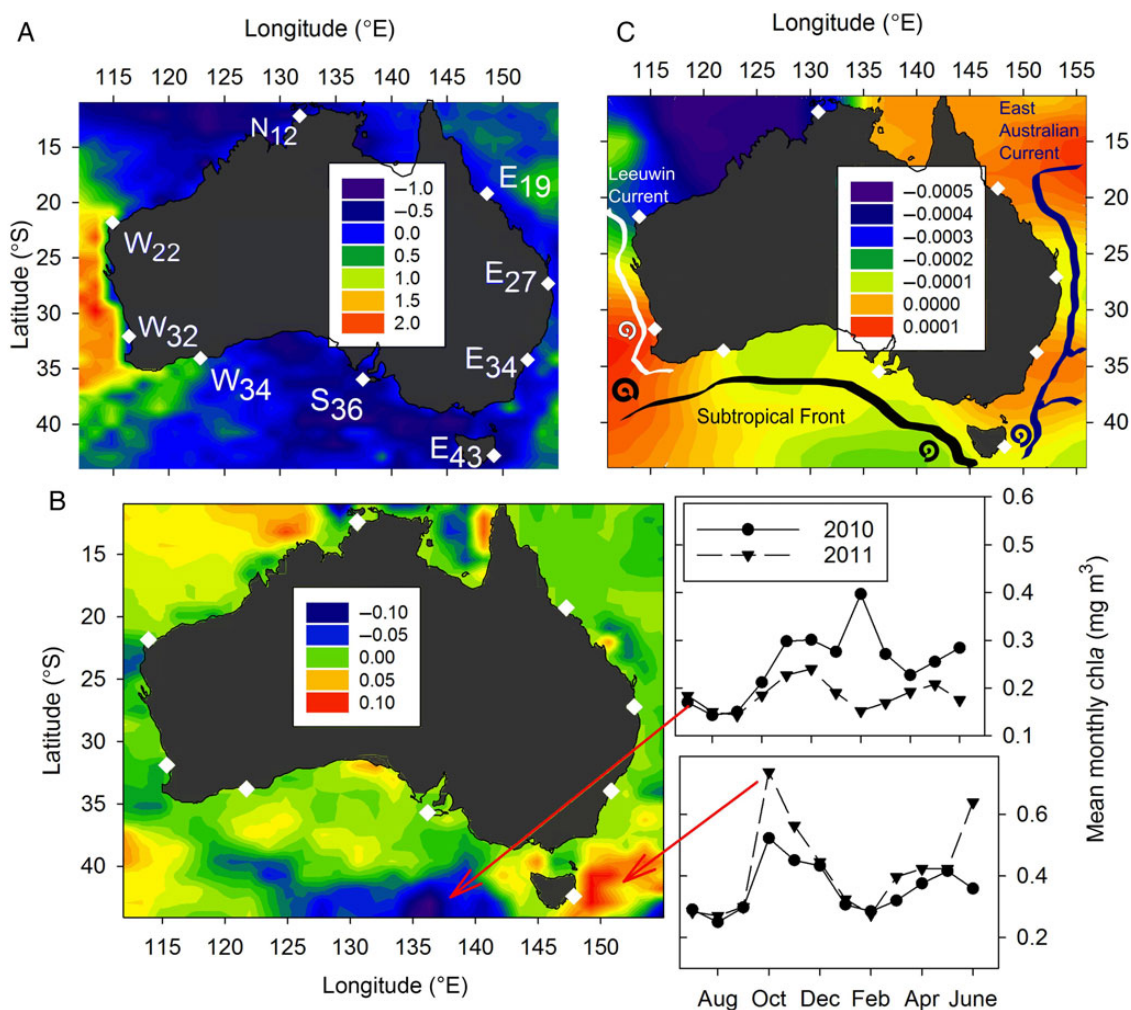 A
Longitude (°E)
115 120 125 130 135 140 145 150
Latitude (°S)
15
20
25
30
35
40
N12
E19
W22
E27
W32
W34
E34
S36
E43
−1.0
−0.5
0.0
0.5
1.0
1.5
2.0
C
Longitude (°E)
115 120 125 130 135 140 145 150 155
15
20
25
30
35
40
East
Australian
Current
Leeuwin
Current
Subtropical Front
-0.0005
−0.0004
−0.0003
−0.0002
−0.0001
0.0000
0.0001
B
Latitude (°S)
15
20
25
30
35
40
−0.10
−0.05
0.00
0.05
0.10
115 120 125 130 135 140 145 150
Longitude (°E)
2010
2011
0.6
0.5
0.4
0.3
0.2
0.1
Mean monthly chla (mg m3)
0.6
0.4
0.2
Aug Oct Dec Feb Apr June